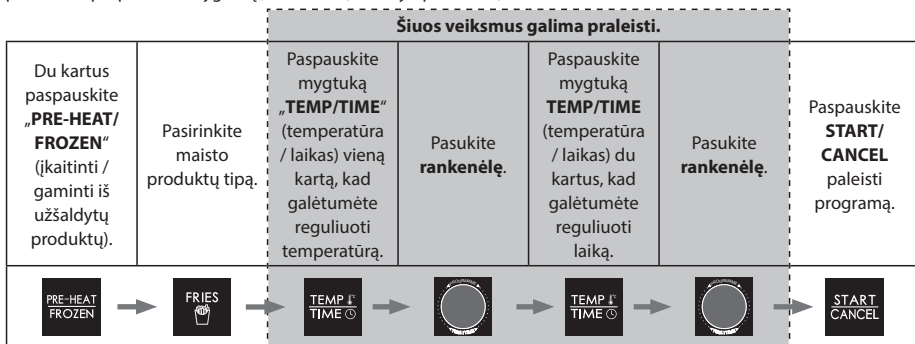 Šiuos veiksmus galima praleisti.
Du kartus
paspauskite
„PRE-HEAT/
FROZEN“
(įkaitinti /
gaminti iš
užšaldytų
produktų).
Pasirinkite
maisto
produktų tipą.
Paspauskite
mygtuką
„TEMP/TIME“
(temperatūra
/ laikas) vieną
kartą, kad
galėtumėte
reguliuoti
temperatūrą.
Pasukite
rankenėlę.
Paspauskite
mygtuką
TEMP/TIME
(temperatūra
/ laikas) du
kartus, kad
galėtumėte
reguliuoti
laiką.
Pasukite
rankenėlę.
Paspauskite
START/
CANCEL
paleisti
programą.
PRE-HEAT
FROZEN
FRIES
TEMP
TIME
TEMP
TIME
START
CANCEL